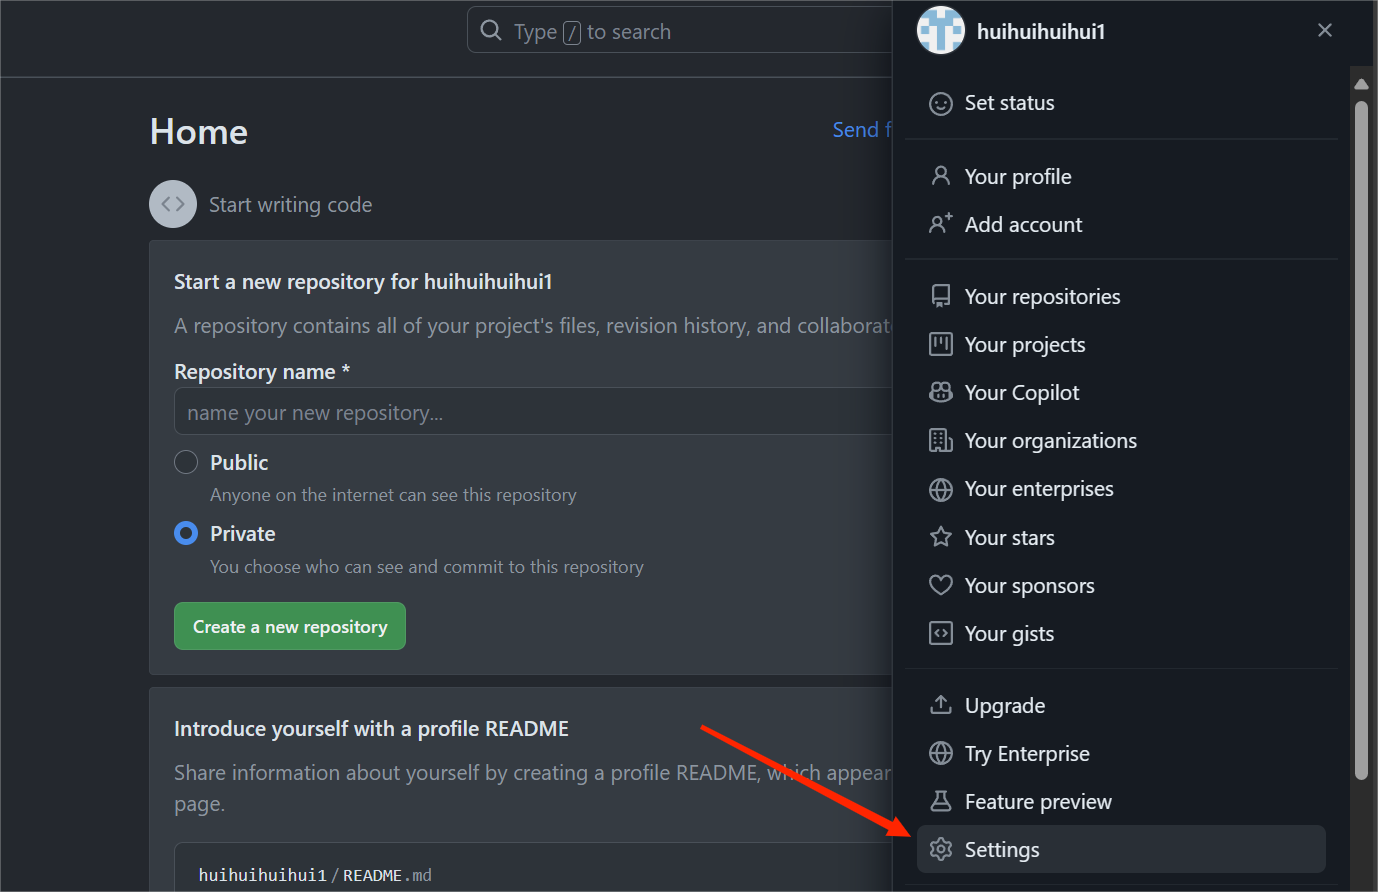 Type / to search
Home
Send f
Start writing code
Start a new repository for huihuihuihui1
A repository contains all of your project's files, revision history, and collaborat
Repository name *
name your new repository...
Public
Anyone on the internet can see this repository
Private
You choose who can see and commit to this repository
Create a new repository
Introduce yourself with a profile README
Share information about yourself by creating a profile README, which appear
page.
huihuihuihui1 / README.md
huihuihuihui1
Set status
Your profile
Add account
Your repositories
Your projects
Your Copilot
Your organizations
Your enterprises
Your stars
Your sponsors
Your gists
Upgrade
Try Enterprise
Feature preview
Settings